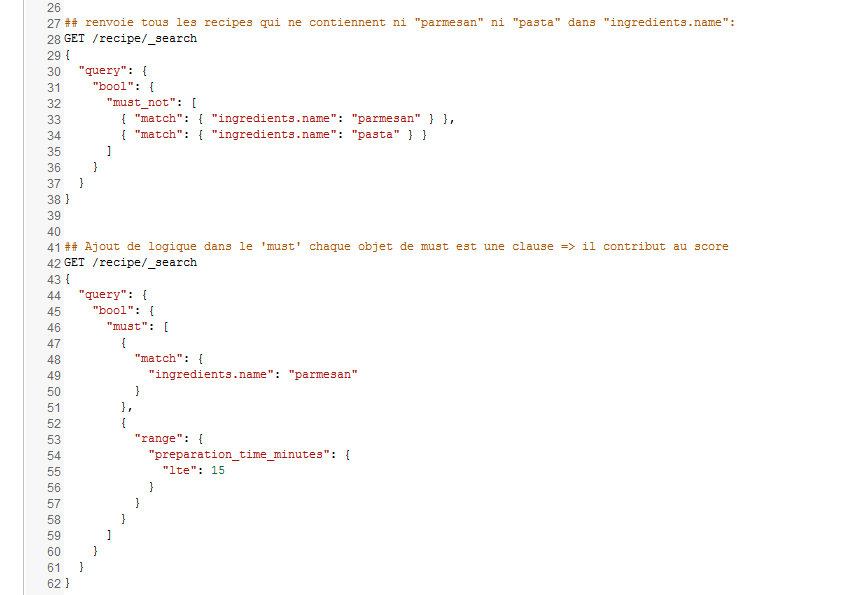 26
27 ## renvoie tous les recipes qui ne contiennent ni "parmesan" ni "pasta" dans "ingredients.name":
28 GET /recipe/_search
29 {
30   "query": {
31     "bool": {
32       "must_not": [
33         { "match": { "ingredients.name": "parmesan" } },
34         { "match": { "ingredients.name": "pasta" } }
35       ]
36     }
37   }
38 }
39
40
41 ## Ajout de logique dans le 'must' chaque objet de must est une clause => il contribut au score
42 GET /recipe/_search
43 {
44   "query": {
45     "bool": {
46       "must": [
47         {
48           "match": {
49             "ingredients.name": "parmesan"
50           }
51         },
52         {
53           "range": {
54             "preparation_time_minutes": {
55               "lte": 15
56             }
57           }
58         }
59       ]
60     }
61   }
62 }